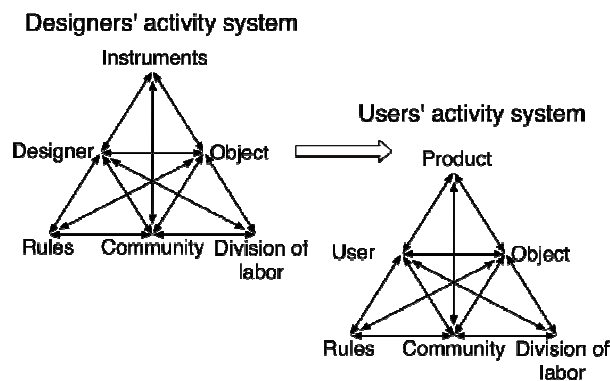 Designers' activity system
Instruments
Designer
Object
Rules
Community
Division of
labor
Users' activity system
Product
User
Object
Rules
Community
Division of
labor